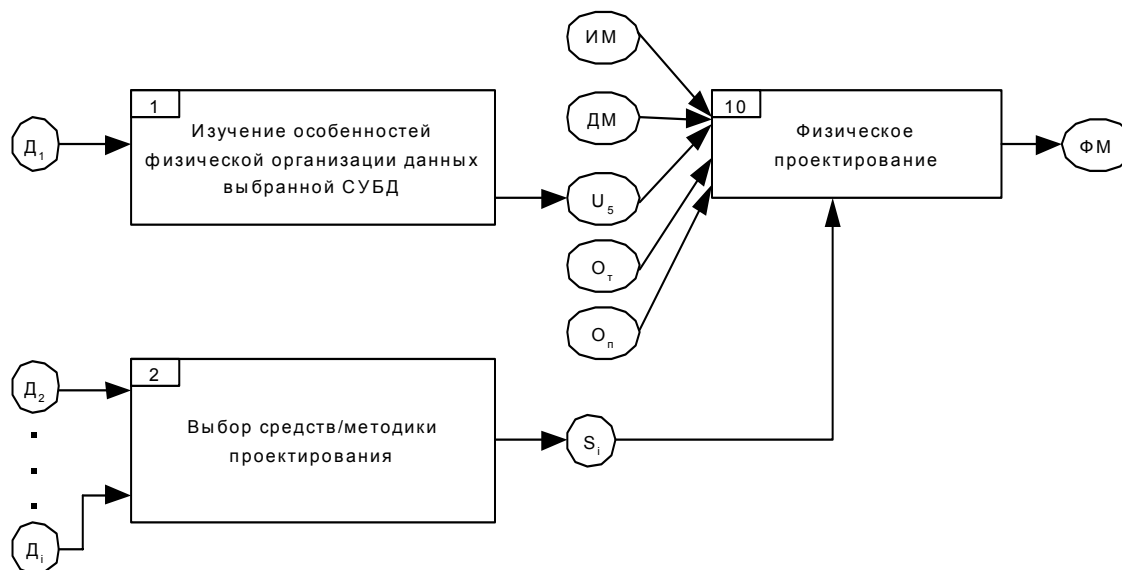 ИМ
1
10
Изучение особенностей
физической организации данных
выбранной СУБД
Д₁
ДМ
Физическое
проектирование
ФМ
U₅
Oт
Oп
2
Д₂
Выбор средств/методики
проектирования
Sᵢ
Дᵢ